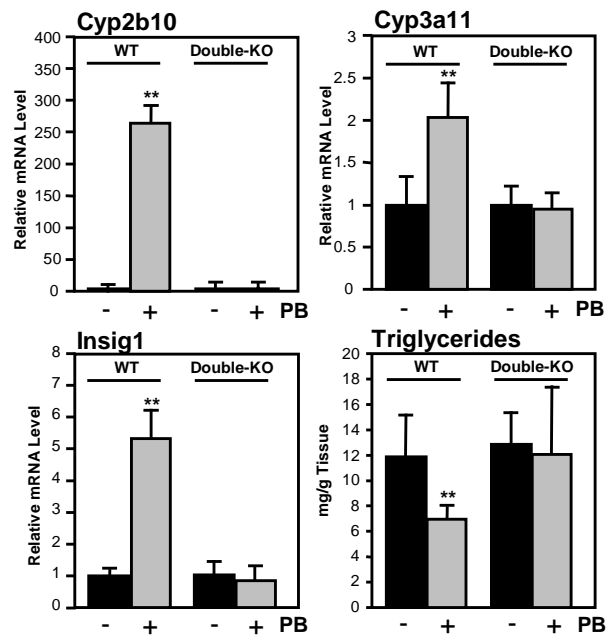 Cyp2b10
Relative mRNA Level
400
350
300
250
200
150
100
50
0
WT
Double-KO
**
- + - + PB
Cyp3a11
Relative mRNA Level
3
2.5
2
1.5
1
0.5
0
WT
Double-KO
**
- + - + PB
Insig1
Relative mRNA Level
8
7
6
5
4
3
2
1
0
WT
Double-KO
**
- + - + PB
Triglycerides
mg/g Tissue
20
18
16
14
12
10
8
6
4
2
0
WT
Double-KO
**
- + - + PB